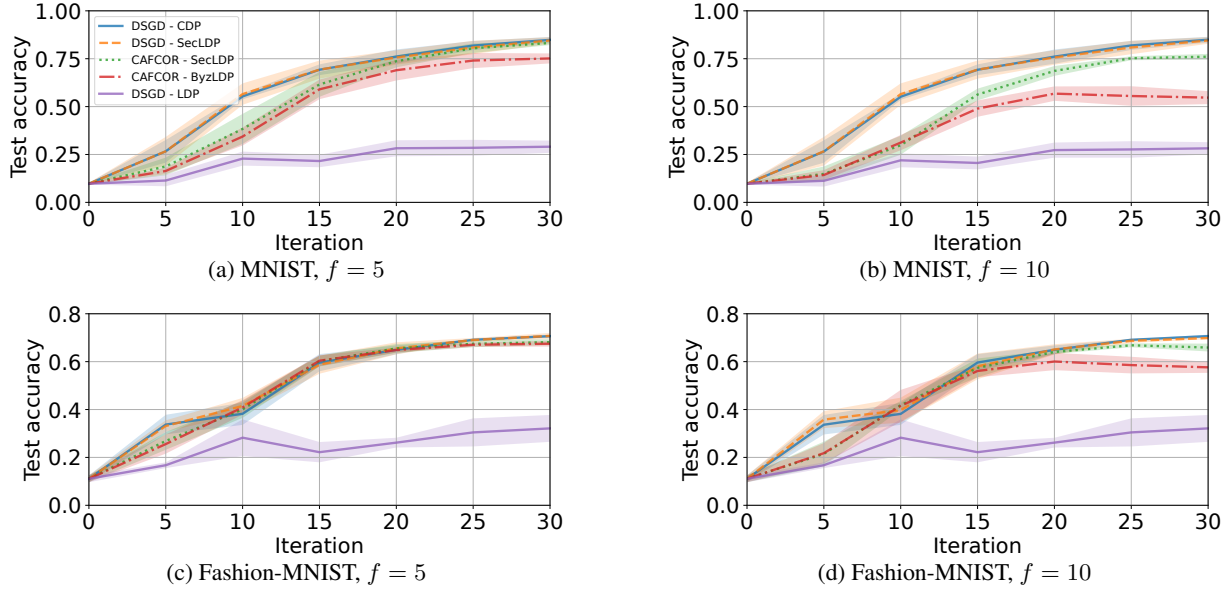 1.00
0.75
0.50
0.25
0.00
Test accuracy
DSGD - CDP
DSGD - SecLDP
CAFCOR - SecLDP
CAFCOR - ByzLDP
DSGD - LDP
0 5 10 15 20 25 30
Iteration
(a) MNIST, f = 5
1.00
0.75
0.50
0.25
0.00
Test accuracy
0 5 10 15 20 25 30
Iteration
(b) MNIST, f = 10
0.8
0.6
0.4
0.2
0.0
Test accuracy
0 5 10 15 20 25 30
Iteration
(c) Fashion-MNIST, f = 5
0.8
0.6
0.4
0.2
0.0
Test accuracy
0 5 10 15 20 25 30
Iteration
(d) Fashion-MNIST, f = 10